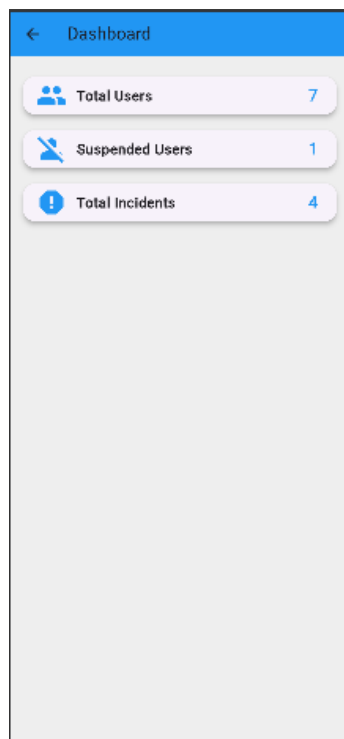 Dashboard
Total Users 7
Suspended Users 1
Total Incidents 4